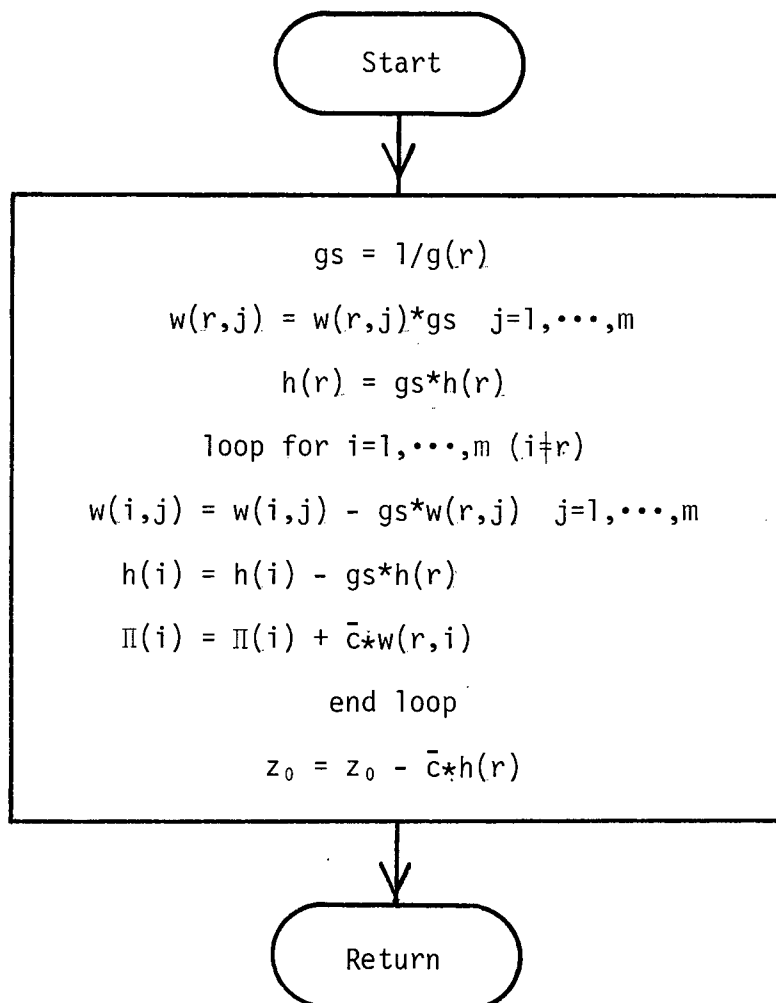 Start
gs = 1/g(r)
w(r,j) = w(r,j)*gs j=1,•••,m
h(r) = gs*h(r)
loop for i=1,•••,m (i≠r)
w(i,j) = w(i,j) - gs*w(r,j) j=1,•••,m
h(i) = h(i) - gs*h(r)
Π(i) = Π(i) + c̄*w(r,i)
end loop
z₀ = z₀ - c̄*h(r)
Return